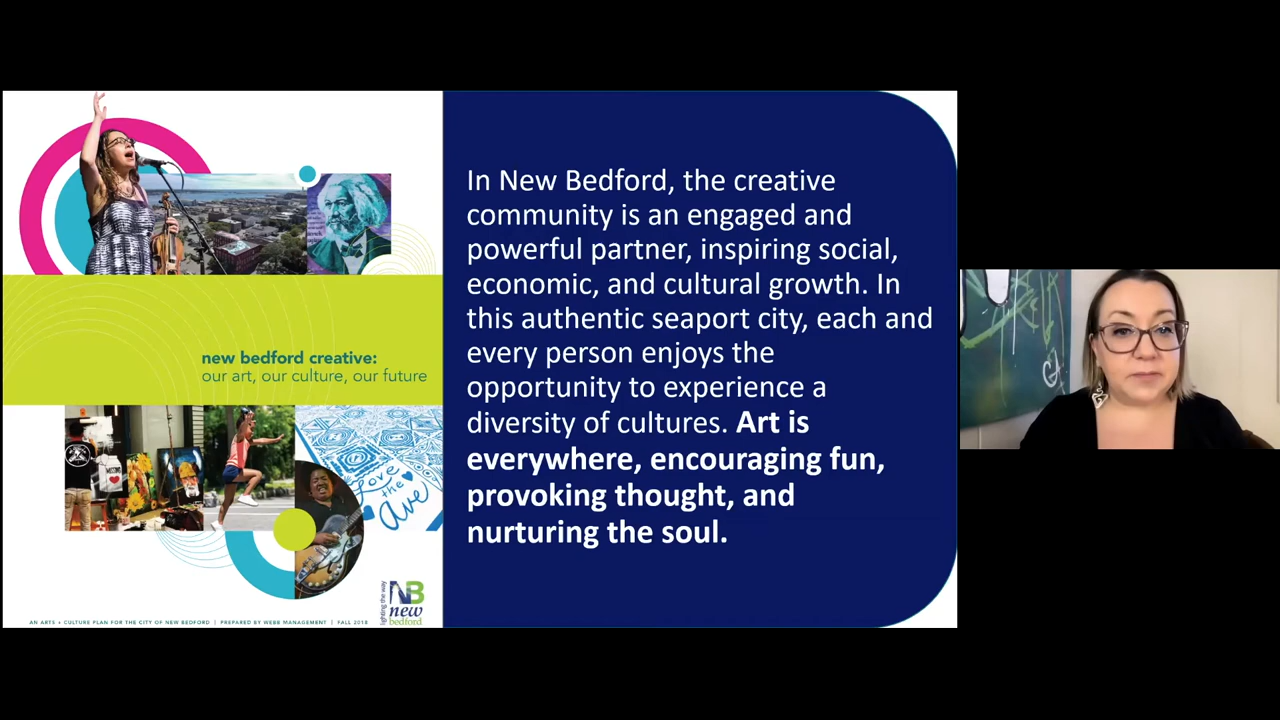 new bedford creative:
our art, our culture, our future
Love
the
Ave
NB
new
bedford
lighting the way
AN ARTS + CULTURE PLAN FOR THE CITY OF NEW BEDFORD | PREPARED BY WEBB MANAGEMENT | FALL 2018
In New Bedford, the creative
community is an engaged and
powerful partner, inspiring social,
economic, and cultural growth. In
this authentic seaport city, each and
every person enjoys the
opportunity to experience a
diversity of cultures. Art is
everywhere, encouraging fun,
provoking thought, and
nurturing the soul.